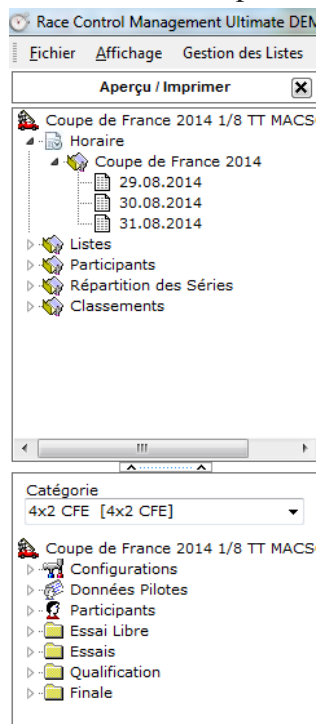 Race Control Management Ultimate DEM
Fichier Affichage Gestion des Listes
Aperçu / Imprimer
Coupe de France 2014 1/8 TT MACS
Horaire
Coupe de France 2014
29.08.2014
30.08.2014
31.08.2014
Listes
Participants
Répartition des Séries
Classements
Catégorie
4x2 CFE [4x2 CFE]
Coupe de France 2014 1/8 TT MACS
Configurations
Données Pilotes
Participants
Essai Libre
Essais
Qualification
Finale